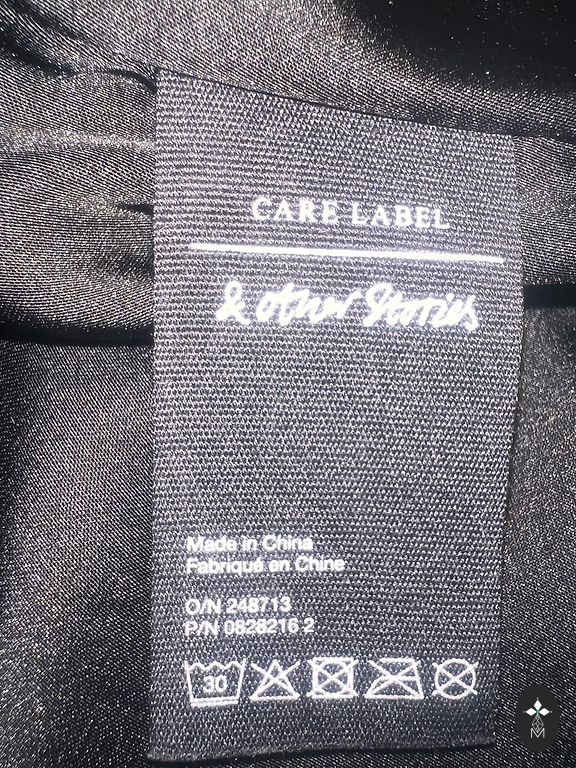 CARE LABEL
& other Stories
Made in China
Fabriqué en Chine
O/N 248713
P/N 0828216 2
30
M